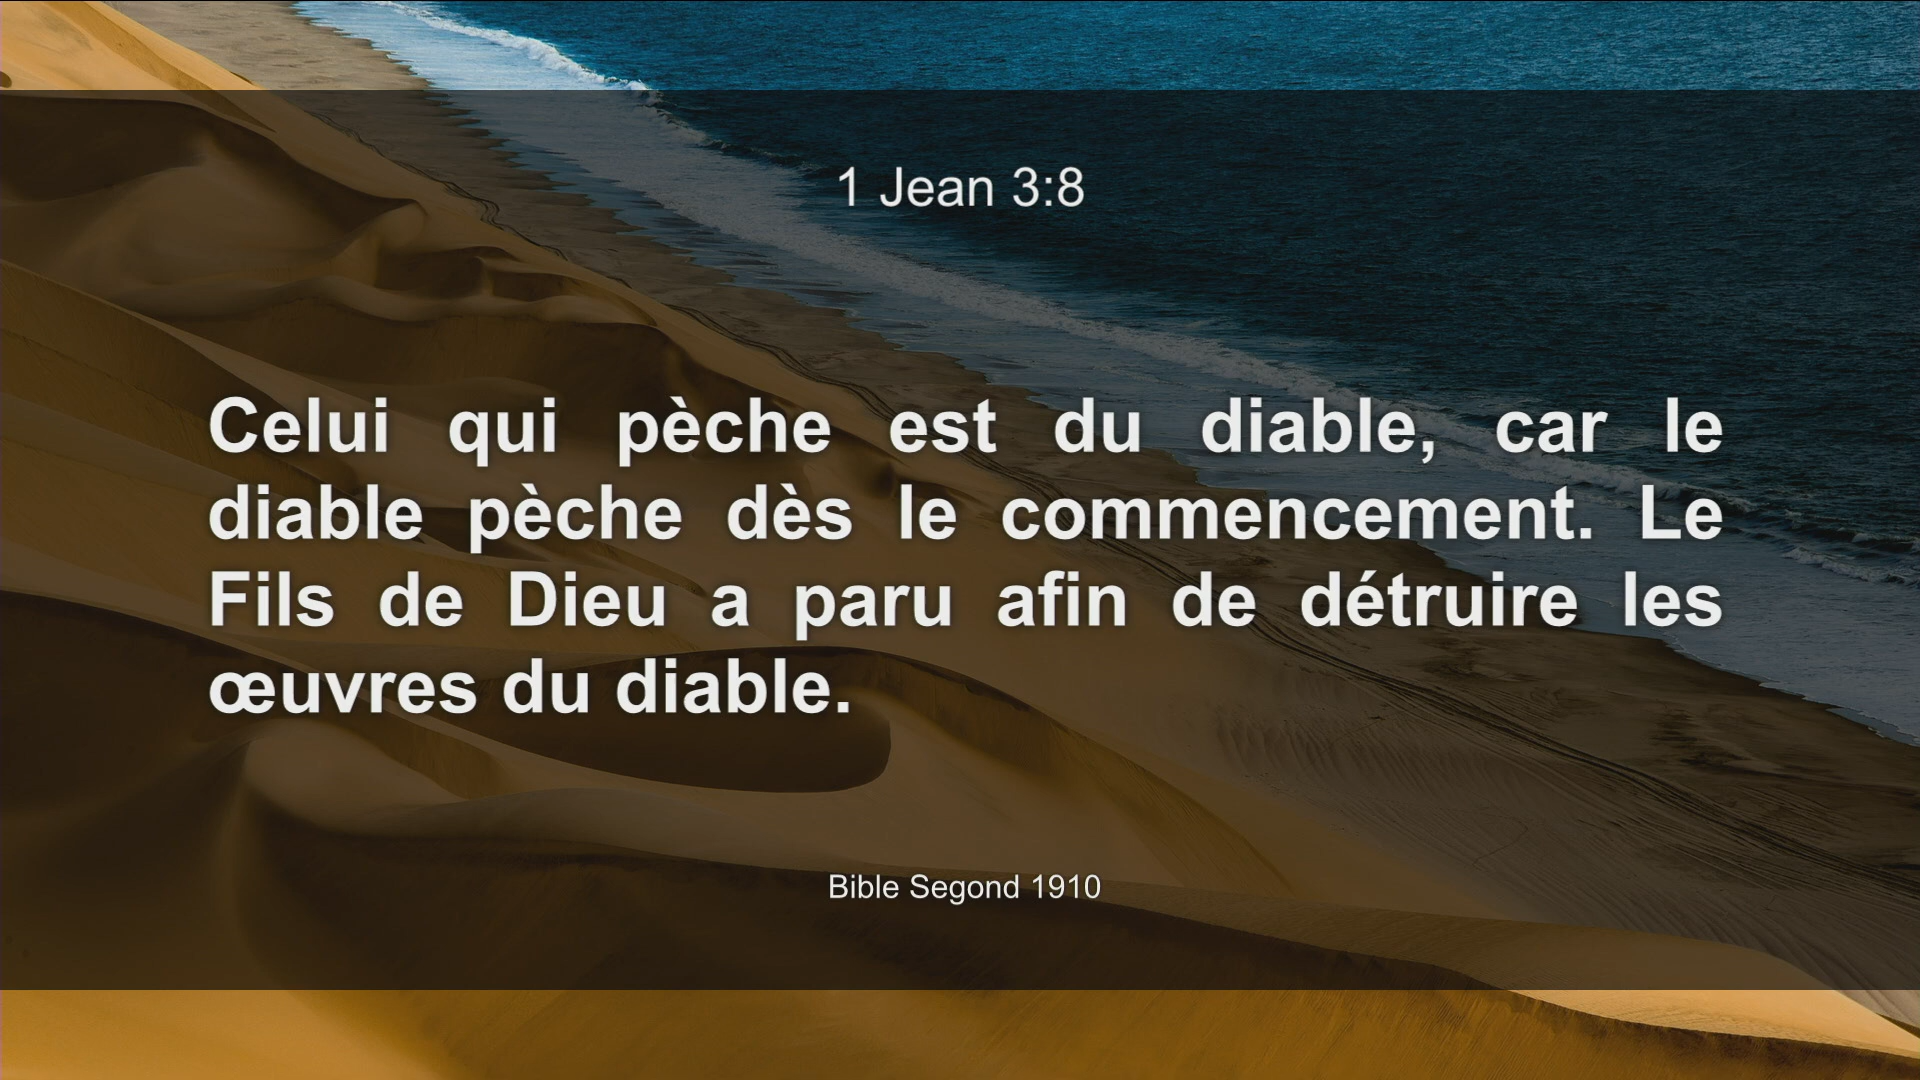 1 Jean 3:8
Celui qui pèche est du diable, car le
diable pèche dès le commencement. Le
Fils de Dieu a paru afin de détruire les
œuvres du diable.
Bible Segond 1910